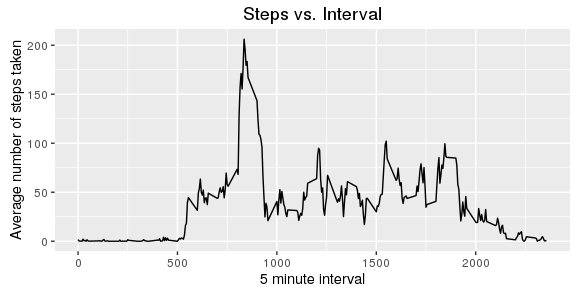 Steps vs. Interval
Average number of steps taken
200
150
100
50
0
0 500 1000 1500 2000
5 minute interval